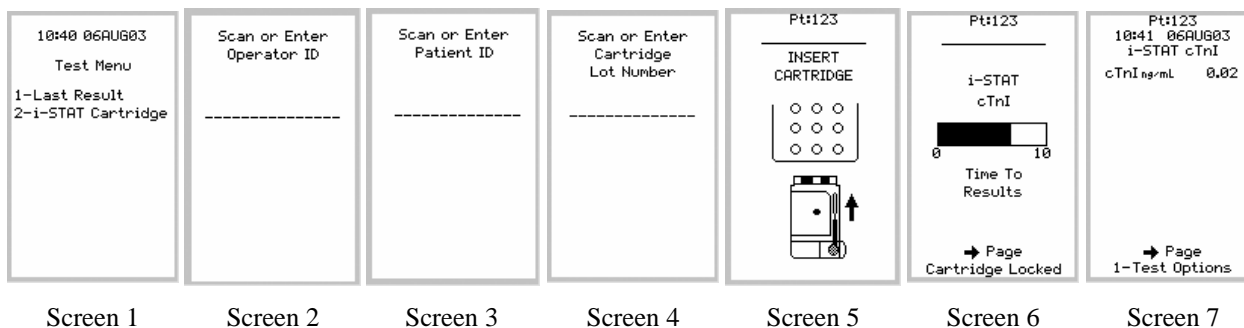 10:40 06AUG03
Test Menu
1-Last Result
2-i-STAT Cartridge
Scan or Enter
Operator ID
Scan or Enter
Patient ID
Scan or Enter
Cartridge
Lot Number
Pt:123
INSERT
CARTRIDGE
Pt:123
i-STAT
cTnI
0 10
Time To
Results
➔ Page
Cartridge Locked
Pt:123
10:41 06AUG03
i-STAT cTnI
cTnI ng/mL 0.02
➔ Page
1-Test Options
Screen 1 Screen 2 Screen 3 Screen 4 Screen 5 Screen 6 Screen 7